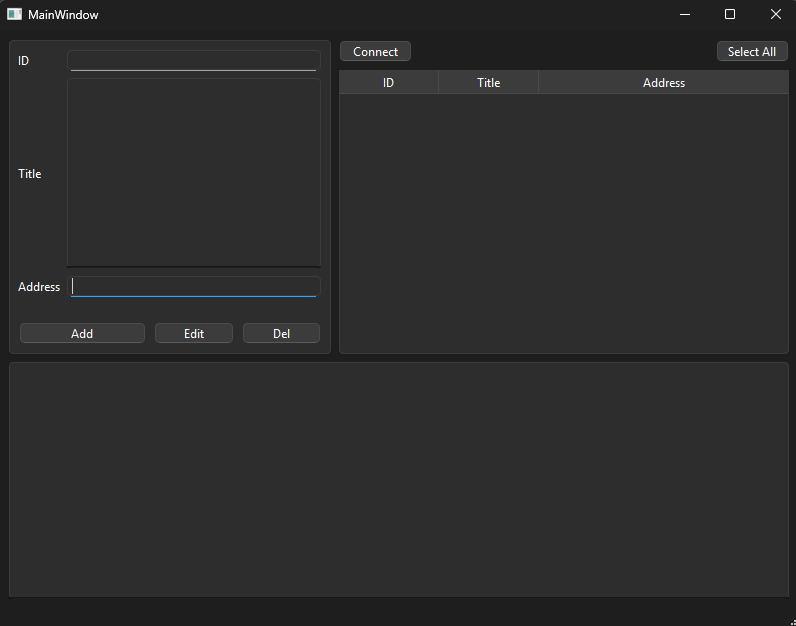 MainWindow
ID
Title
Address
Add Edit Del
Connect Select All
ID Title Address